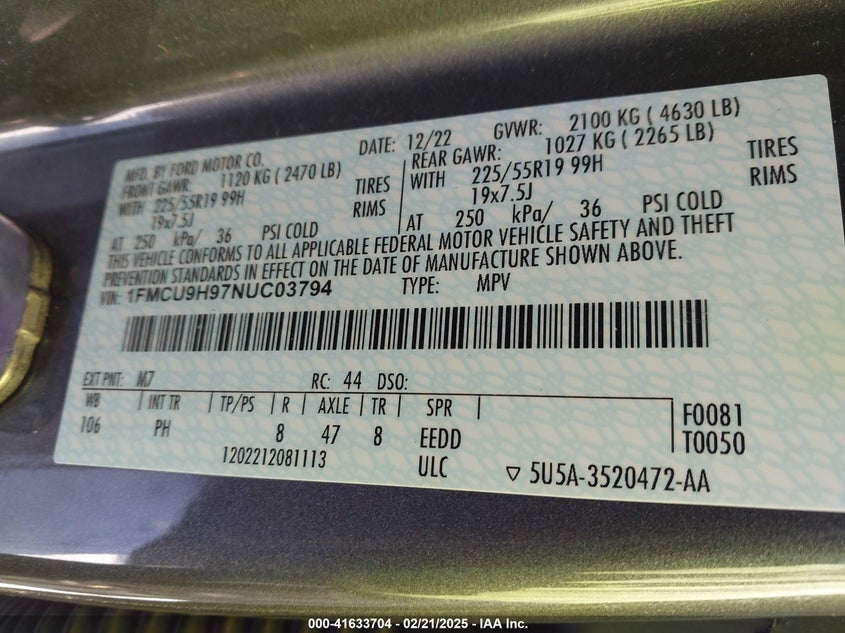 MFD. BY FORD MOTOR CO.
DATE: 12/22 GVWR: 2100 KG ( 4630 LB)
FRONT GAWR: 1120 KG ( 2470 LB)
REAR GAWR: 1027 KG ( 2265 LB)
WITH 225/55R19 99H TIRES
WITH 225/55R19 99H TIRES
19x7.5J RIMS
19x7.5J RIMS
AT 250 kPa/ 36 PSI COLD
AT 250 kPa/ 36 PSI COLD
THIS VEHICLE CONFORMS TO ALL APPLICABLE FEDERAL MOTOR VEHICLE SAFETY AND THEFT
PREVENTION STANDARDS IN EFFECT ON THE DATE OF MANUFACTURE SHOWN ABOVE.
VIN: 1FMCU9H97NUC03794 TYPE: MPV
EXT PNT: M7 RC: 44 DSO:
WB INT TR TP/PS R AXLE TR SPR
106 PH 8 47 8 EEDD
F0081
T0050
1202212081113 ULC
5U5A-3520472-AA
000-41633704 — 02/21/2025 — IAA Inc.